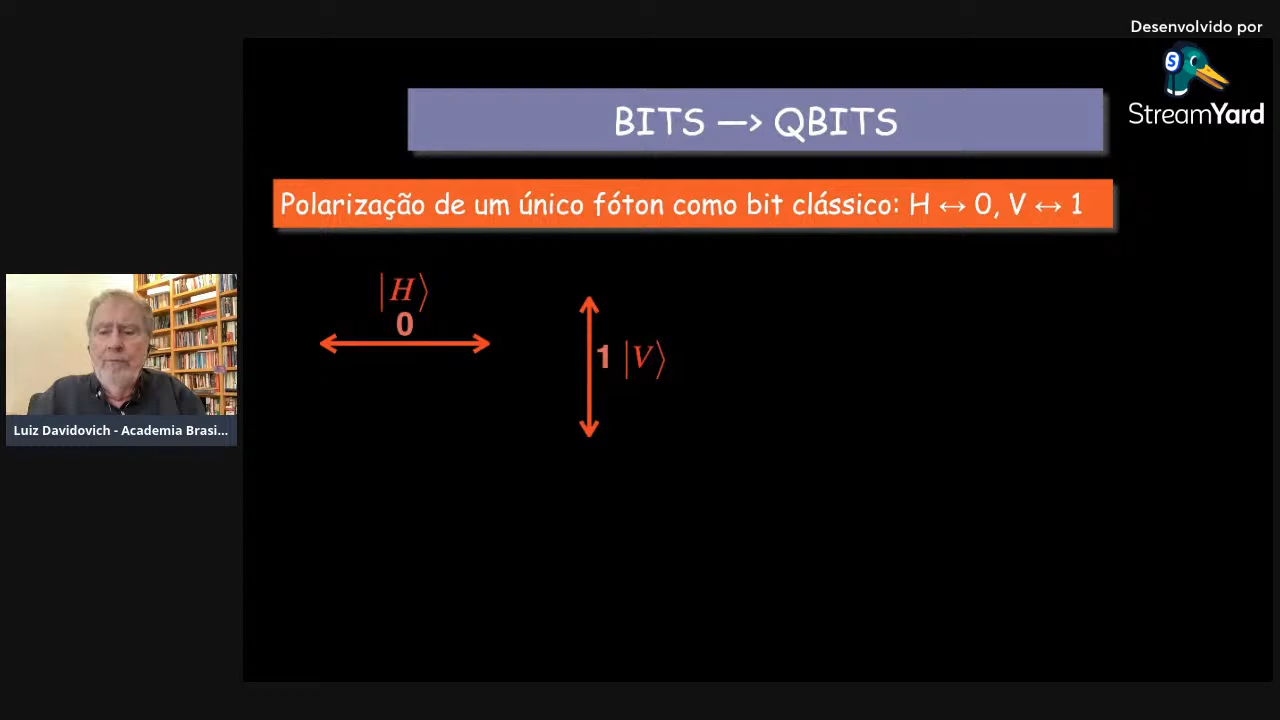 Desenvolvido por
StreamYard
BITS —> QBITS
Polarização de um único fóton como bit clássico: H ↔ 0, V ↔ 1
|H⟩
0
1 |V⟩
Luiz Davidovich - Academia Brasi...